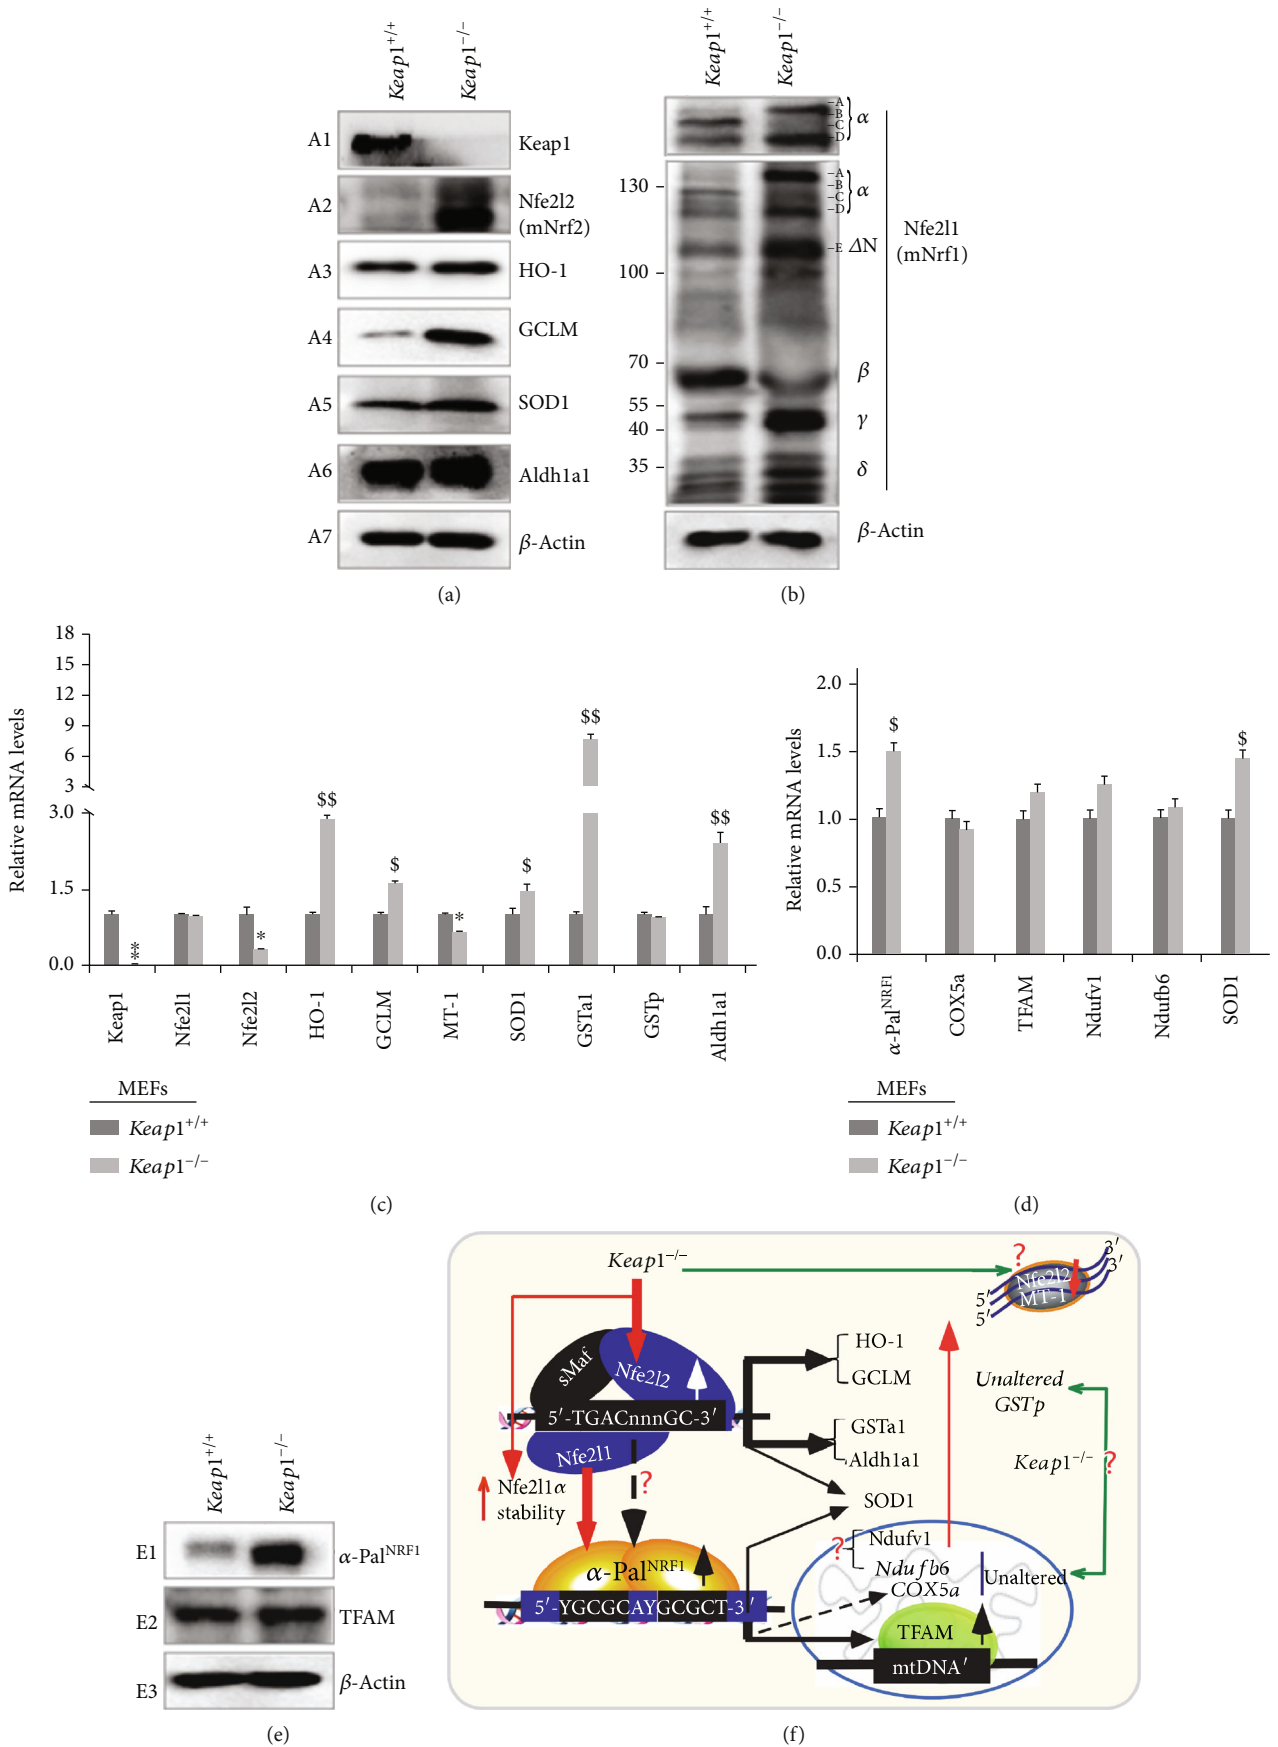 Keap1+/+ Keap1−/−
A1 Keap1
A2 Nfe2l2
(mNrf2)
A3 HO-1
A4 GCLM
A5 SOD1
A6 Aldh1a1
A7 β-Actin
(a)
Keap1+/+ Keap1−/−
–A
–B
–C
–D
α
130
–A
–B
–C
–D
α
–E ΔN
100
70
β
55
γ
40
35
δ
Nfe2l1
(mNrf1)
β-Actin
(b)
Relative mRNA levels
18
15
12
9
6
3
3.0
1.5
0.0
** * $$ $ * $ $$ $$
Keap1 Nfe2l1 Nfe2l2 HO-1 GCLM MT-1 SOD1 GSTa1 GSTp Aldh1a1
MEFs
Keap1+/+
Keap1−/−
(c)
Relative mRNA levels
2.0
1.5
1.0
0.5
0.0
$ $
α-PalNRF1 COX5a TFAM Ndufv1 Ndufb6 SOD1
MEFs
Keap1+/+
Keap1−/−
(d)
Keap1+/+ Keap1−/−
E1 α-PalNRF1
E2 TFAM
E3 β-Actin
(e)
Keap1−/−
?
3′
3′
Nfe2l2
MT-1
5′
5′
sMaf
Nfe2l2
5′-TGACnnnGC-3′
Nfe2l1
HO-1
GCLM
GSTa1
Aldh1a1
SOD1
Unaltered
GSTp
Keap1−/− ?
Nfe2l1α
stability
?
α-PalNRF1
5′-YGCGCAYGCGCT-3′
? Ndufv1
Ndufb6
COX5a
Unaltered
TFAM
mtDNA′
(f)